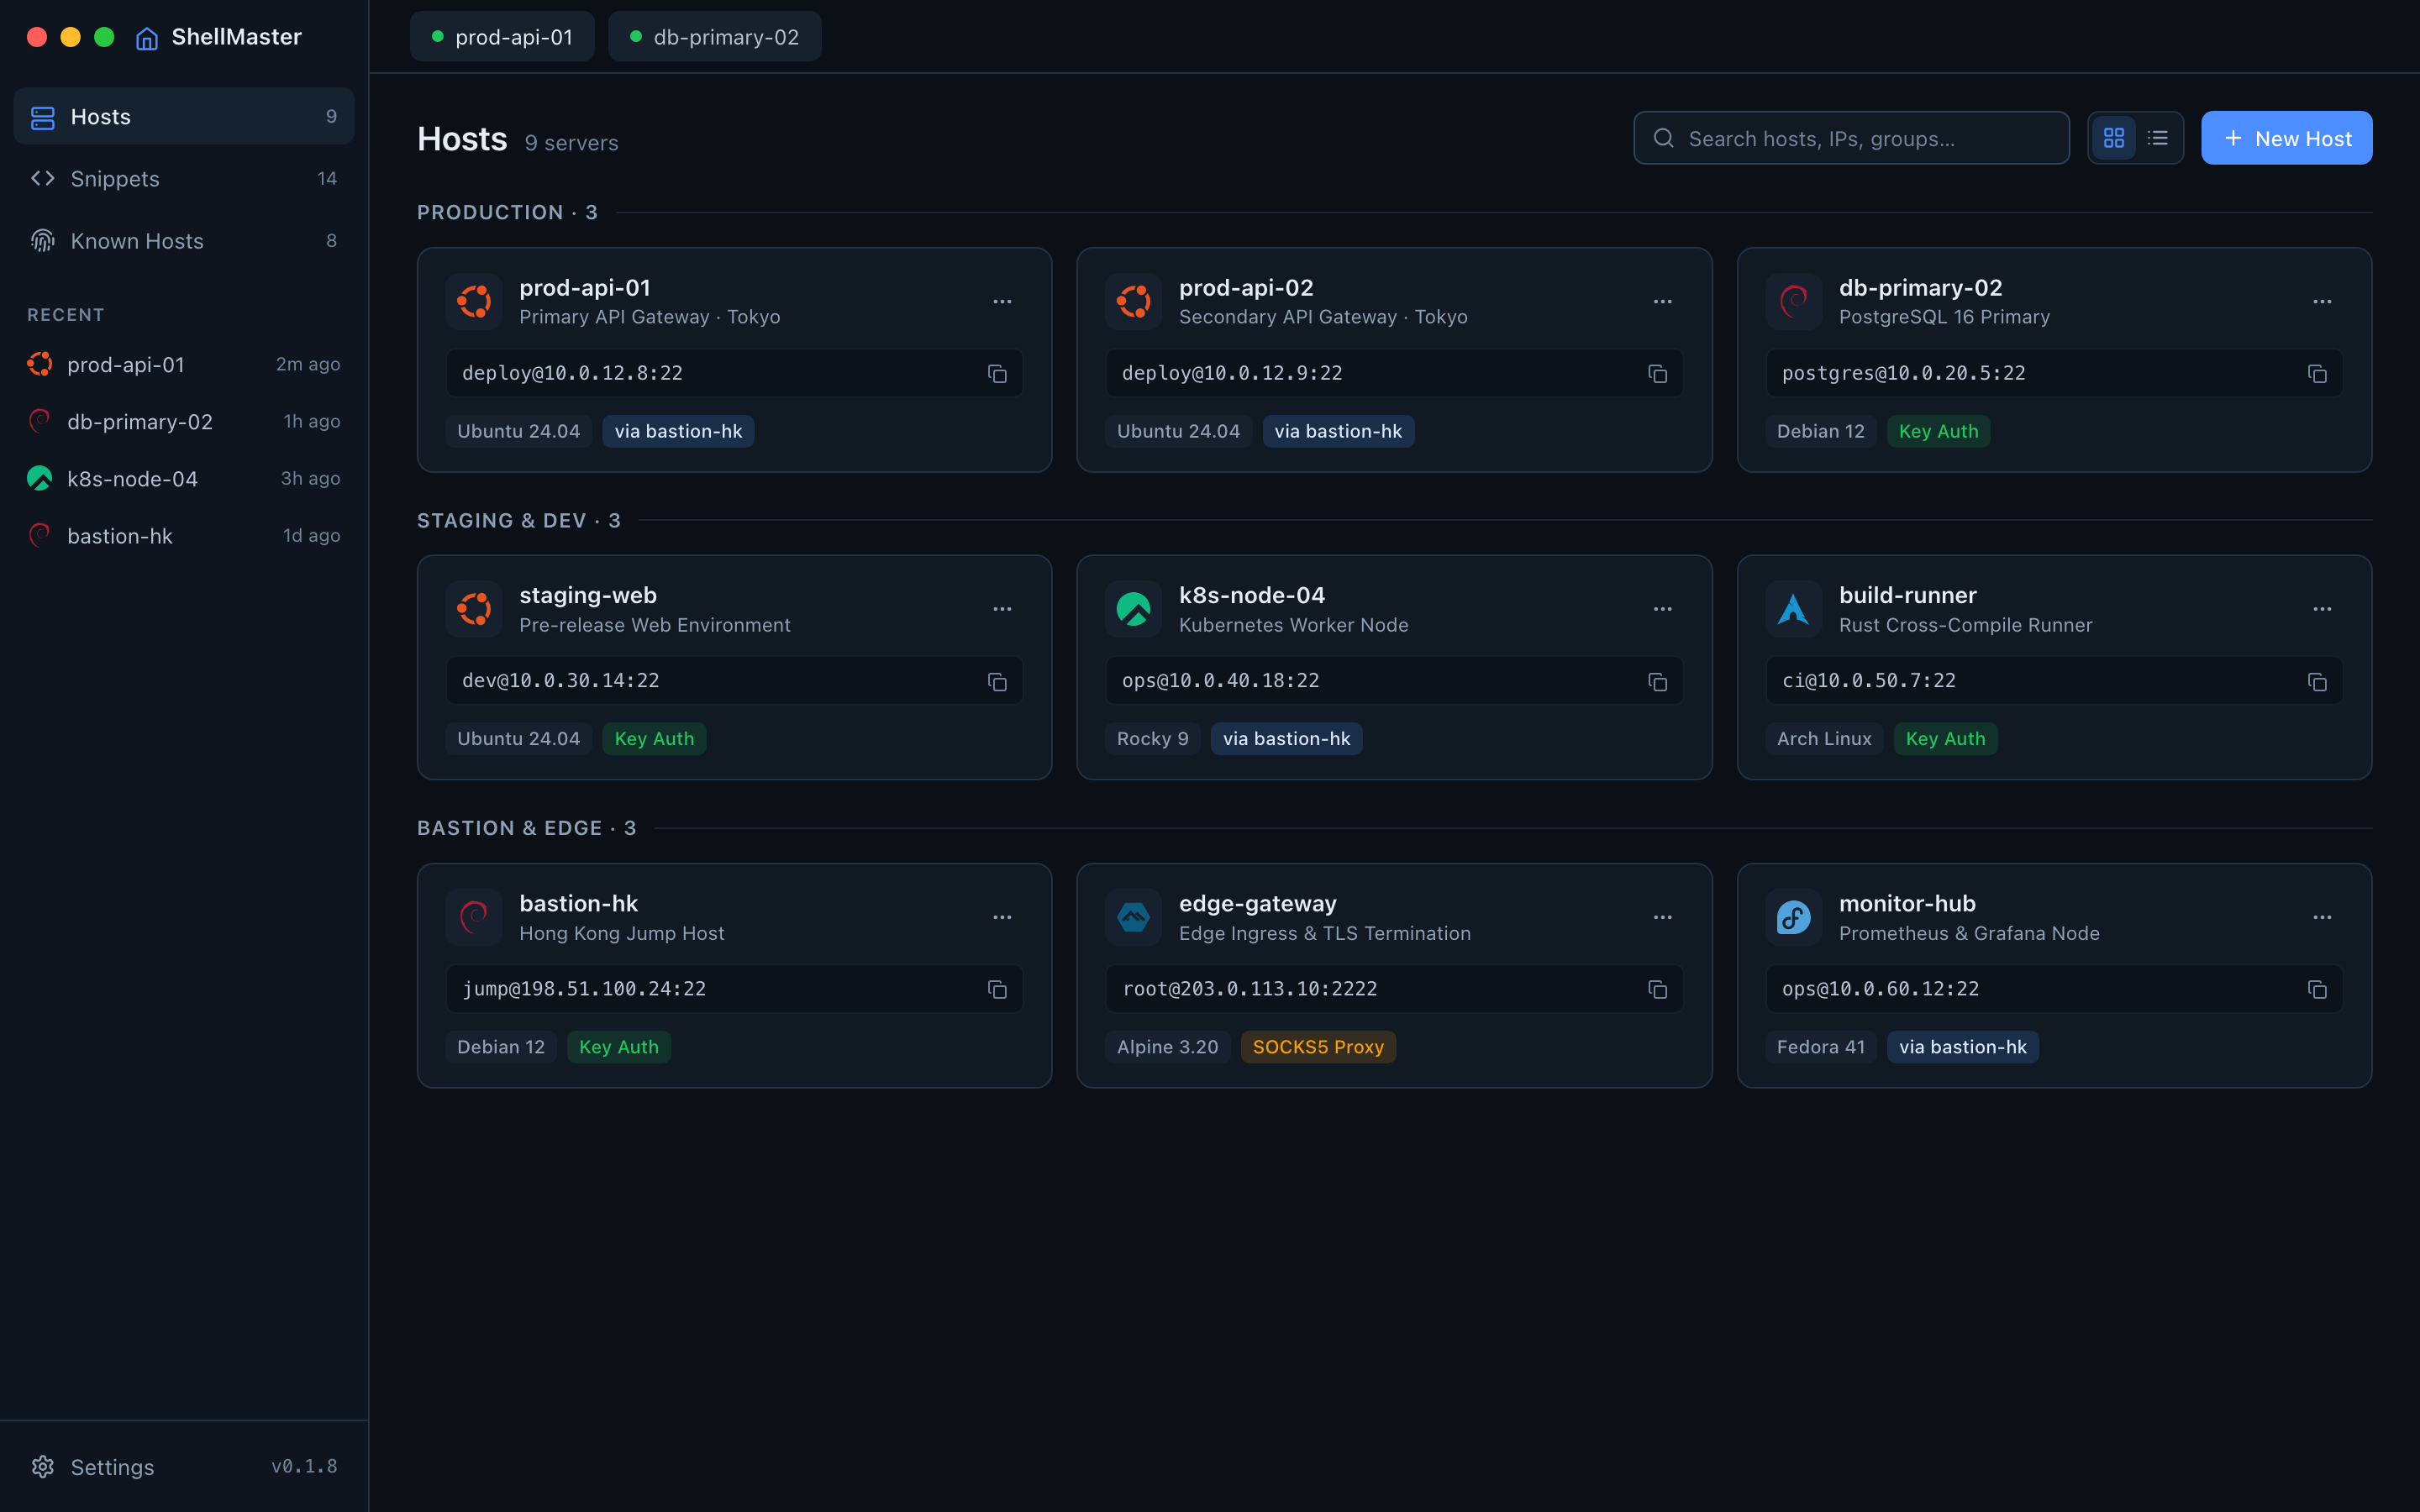 ShellMaster
Hosts 9
Snippets 14
Known Hosts 8
RECENT
prod-api-01 2m ago
db-primary-02 1h ago
k8s-node-04 3h ago
bastion-hk 1d ago
Settings v0.1.8
prod-api-01 db-primary-02
Hosts 9 servers
Search hosts, IPs, groups...
New Host
PRODUCTION · 3
prod-api-01
Primary API Gateway · Tokyo
deploy@10.0.12.8:22
Ubuntu 24.04 via bastion-hk
prod-api-02
Secondary API Gateway · Tokyo
deploy@10.0.12.9:22
Ubuntu 24.04 via bastion-hk
db-primary-02
PostgreSQL 16 Primary
postgres@10.0.20.5:22
Debian 12 Key Auth
STAGING & DEV · 3
staging-web
Pre-release Web Environment
dev@10.0.30.14:22
Ubuntu 24.04 Key Auth
k8s-node-04
Kubernetes Worker Node
ops@10.0.40.18:22
Rocky 9 via bastion-hk
build-runner
Rust Cross-Compile Runner
ci@10.0.50.7:22
Arch Linux Key Auth
BASTION & EDGE · 3
bastion-hk
Hong Kong Jump Host
jump@198.51.100.24:22
Debian 12 Key Auth
edge-gateway
Edge Ingress & TLS Termination
root@203.0.113.10:2222
Alpine 3.20 SOCKS5 Proxy
monitor-hub
Prometheus & Grafana Node
ops@10.0.60.12:22
Fedora 41 via bastion-hk